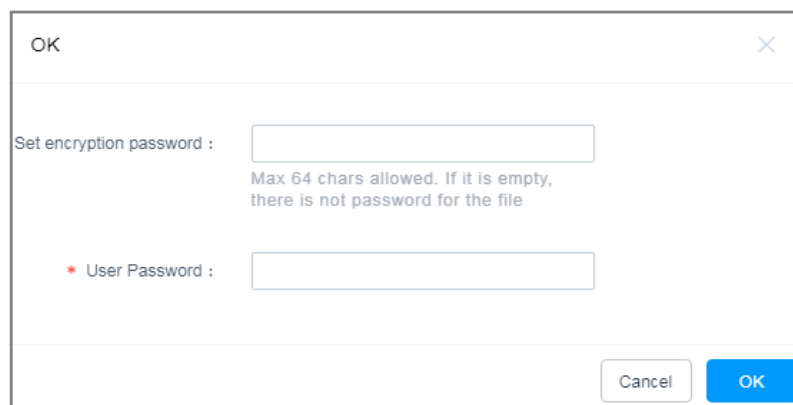 OK
Set encryption password :
Max 64 chars allowed. If it is empty,
there is not password for the file
* User Password :
Cancel
OK